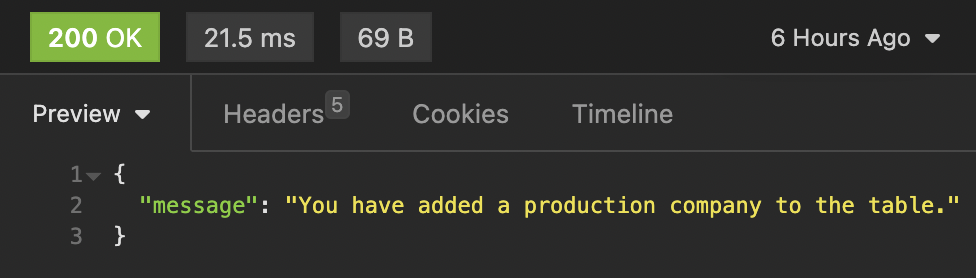 200 OK 21.5 ms 69 B 6 Hours Ago
Preview Headers 5 Cookies Timeline
1 {
2 "message": "You have added a production company to the table."
3 }